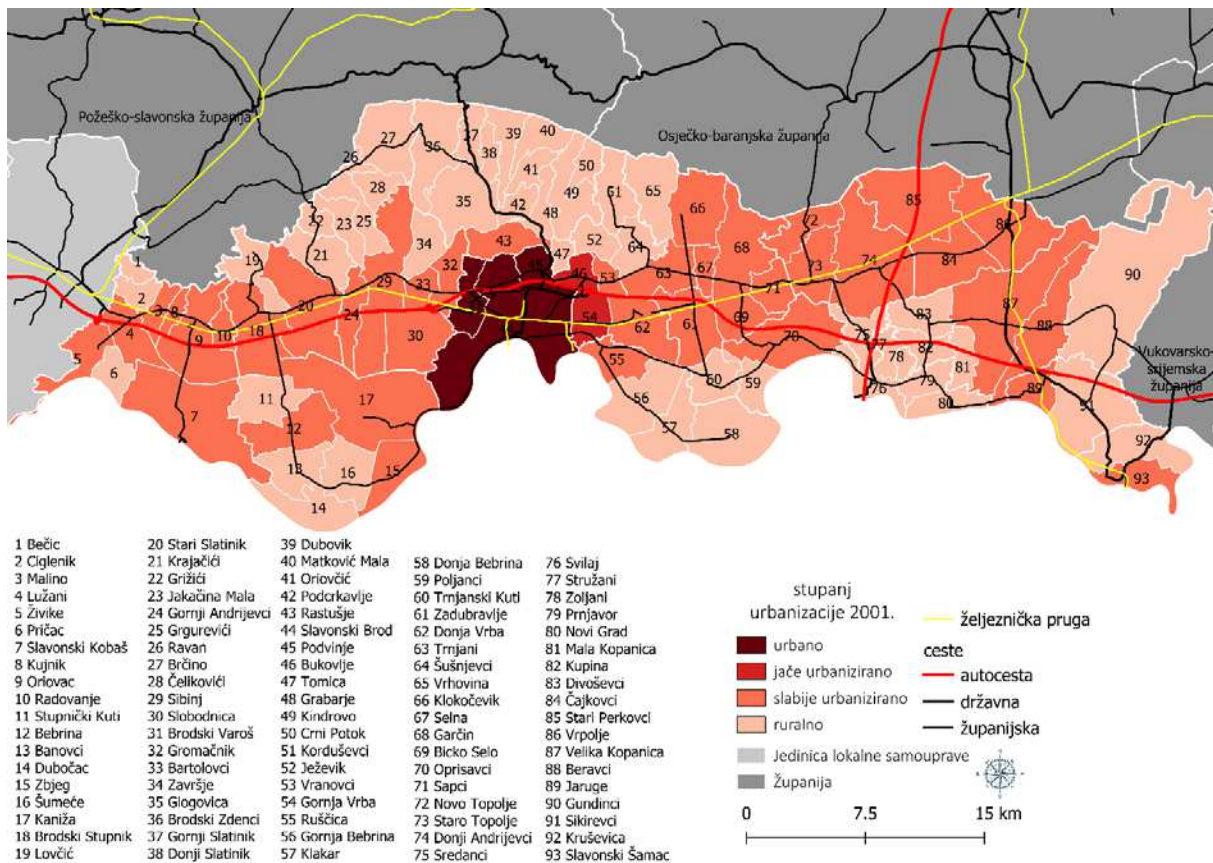 Požeško-slavonska županija
Osječko-baranjska županija
Vukovarsko-
srijemska
županija
1 Bečic
2 Ciglenik
3 Malino
4 Lužani
5 Živike
6 Pričac
7 Slavonski Kobaš
8 Kujnik
9 Oriovac
10 Radovanje
11 Stupnički Kuti
12 Bebrina
13 Banovci
14 Dubočac
15 Zbjeg
16 Šumeće
17 Kaniža
18 Brodski Stupnik
19 Lovčić
20 Stari Slatinik
21 Krajačići
22 Grižići
23 Jakačina Mala
24 Gornji Andrijevci
25 Grgurevići
26 Ravan
27 Brčino
28 Čelikovići
29 Sibinj
30 Slobodnica
31 Brodski Varoš
32 Gromačnik
33 Bartolovci
34 Završje
35 Glogovica
36 Brodski Zdenci
37 Gornji Slatinik
38 Donji Slatinik
39 Dubovik
40 Matković Mala
41 Oriovčić
42 Podcrkavlje
43 Rastušje
44 Slavonski Brod
45 Podvinje
46 Bukovlje
47 Tomica
48 Grabarje
49 Kindrovo
50 Crni Potok
51 Korduševci
52 Ježevik
53 Vranovci
54 Gornja Vrba
55 Ruščica
56 Gornja Bebrina
57 Klakar
58 Donja Bebrina
59 Poljanci
60 Trnjanski Kuti
61 Zadubravlje
62 Donja Vrba
63 Trnjani
64 Šušnjevci
65 Vrhovina
66 Klokočevik
67 Selna
68 Garčin
69 Bicko Selo
70 Oprisavci
71 Sapci
72 Novo Topolje
73 Staro Topolje
74 Donji Andrijevci
75 Sredanci
76 Svilaj
77 Stružani
78 Zoljani
79 Prnjavor
80 Novi Grad
81 Mala Kopanica
82 Kupina
83 Divoševci
84 Čajkovci
85 Stari Perkovci
86 Vrpolje
87 Velika Kopanica
88 Beravci
89 Jaruge
90 Gundinci
91 Sikirevci
92 Kruševica
93 Slavonski Šamac
stupanj
urbanizacije 2001.
urbano
jače urbanizirano
slabije urbanizirano
ruralno
Jedinica lokalne samouprave
Županija
željeznička pruga
ceste
autocesta
državna
županijska
0 7.5 15 km